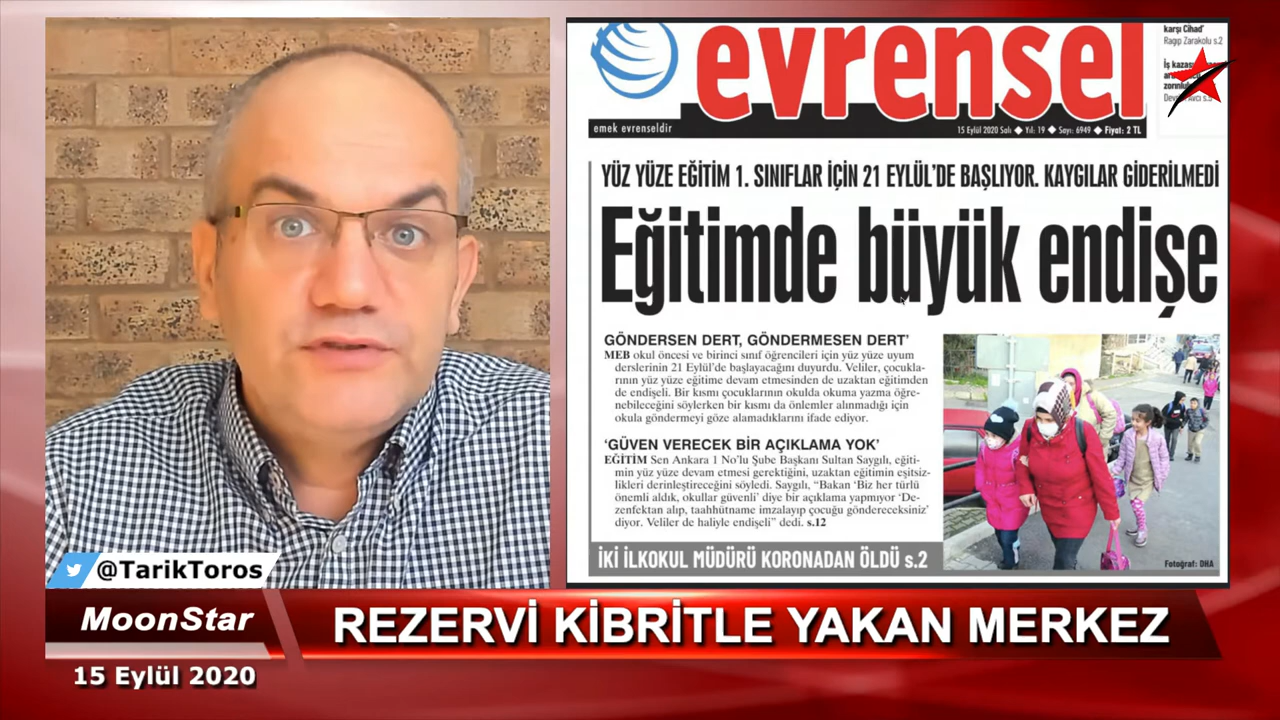 evrensel
emek evrenseldir
15 Eylül 2020 Salı ◆ Yıl: 19 ◆ Sayı: 6949 ◆ Fiyat: 2 TL
karşı Cihad’
Ragıp Zarakolu s.2
İş kazası
zorunlu
YÜZ YÜZE EĞİTİM 1. SINIFLAR İÇİN 21 EYLÜL’DE BAŞLIYOR. KAYGILAR GİDERİLMEDİ
Eğitimde büyük endişe
GÖNDERSEN DERT, GÖNDERMESEN DERT’
MEB okul öncesi ve birinci sınıf öğrencileri için yüz yüze uyum
derslerinin 21 Eylül’de başlayacağını duyurdu. Veliler, çocukla-
rının yüz yüze eğitime devam etmesinden de uzaktan eğitimden
de endişeli. Bir kısmı çocuklarının okulda okuma yazma öğre-
nebileceğini söylerken bir kısmı da önlemler alınmadığı için
okula göndermeyi göze alamadıklarını ifade ediyor.
‘GÜVEN VERECEK BİR AÇIKLAMA YOK’
EĞİTİM Sen Ankara 1 No’lu Şube Başkanı Sultan Saygılı, eğiti-
min yüz yüze devam etmesi gerektiğini, uzaktan eğitimin eşitsiz-
likleri derinleştireceğini söyledi. Saygılı, “Bakan ‘Biz her türlü
önemli aldık, okullar güvenli’ diye bir açıklama yapmıyor ‘De-
zenfektan alıp, taahhütname imzalayıp çocuğu göndereceksiniz’
diyor. Veliler de haliyle endişeli” dedi. s.12
Fotoğraf: DHA
İKİ İLKOKUL MÜDÜRÜ KORONADAN ÖLDÜ s.2
@TarikToros
MoonStar
REZERVİ KİBRİTLE YAKAN MERKEZ
15 Eylül 2020